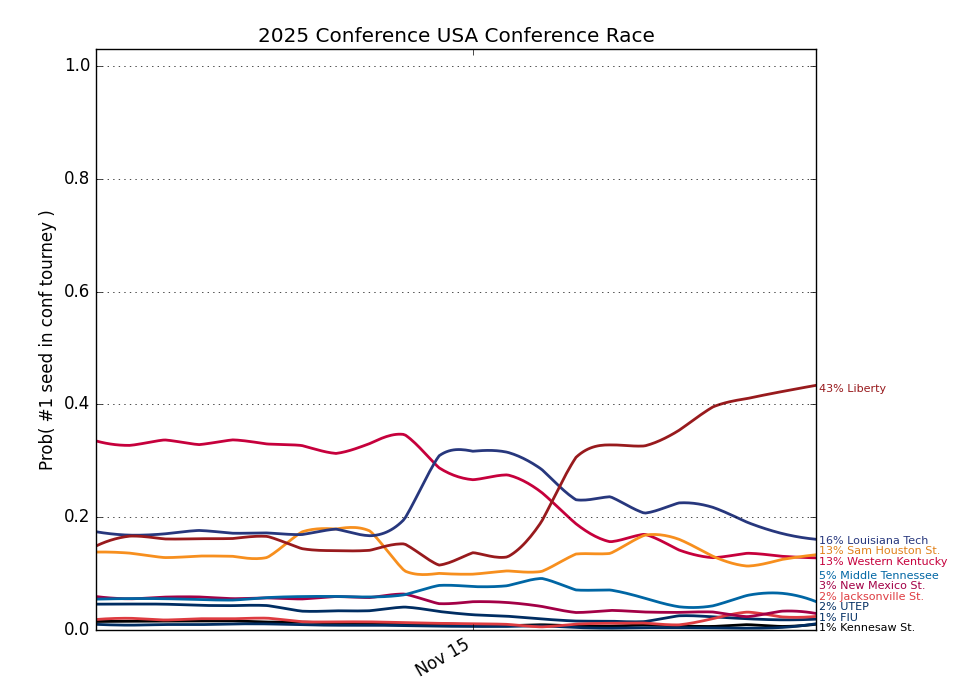 2025 Conference USA Conference Race
Prob( #1 seed in conf tourney )
1.0
0.8
0.6
0.4
0.2
0.0
Nov 15
43% Liberty
16% Louisiana Tech
13% Sam Houston St.
13% Western Kentucky
5% Middle Tennessee
3% New Mexico St.
2% Jacksonville St.
2% UTEP
1% FIU
1% Kennesaw St.